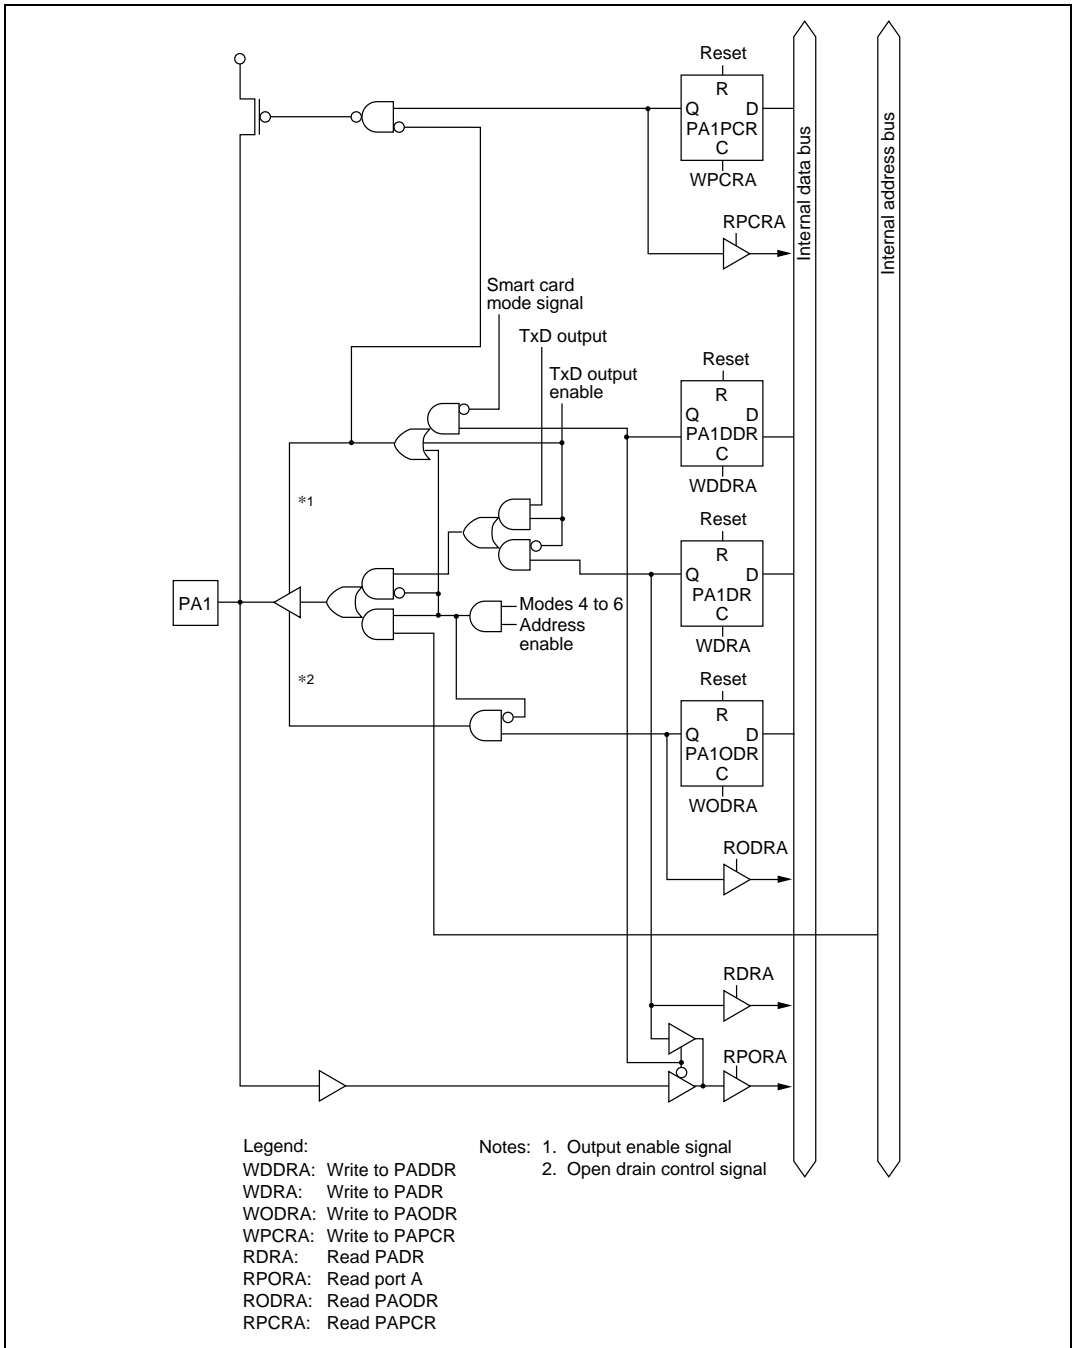 Reset
R
Q D
PA1PCR
C
WPCRA
RPCRA
Internal data bus
Internal address bus
Smart card
mode signal
TxD output
TxD output
enable
Reset
R
Q D
PA1DDR
C
WDDRA
*1
Reset
R
Q D
PA1DR
C
WDRA
PA1
Modes 4 to 6
Address
enable
*2
Reset
R
Q D
PA1ODR
C
WODRA
RODRA
RDRA
RPORA
Legend:
WDDRA: Write to PADDR
WDRA: Write to PADR
WODRA: Write to PAODR
WPCRA: Write to PAPCR
RDRA: Read PADR
RPORA: Read port A
RODRA: Read PAODR
RPCRA: Read PAPCR
Notes: 1. Output enable signal
2. Open drain control signal